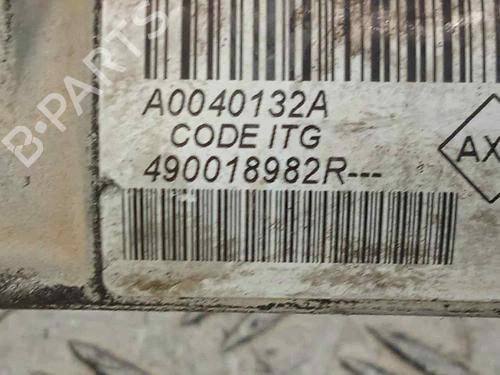 B-PARTS
A0040132A
CODE ITG
490018982R---
AX